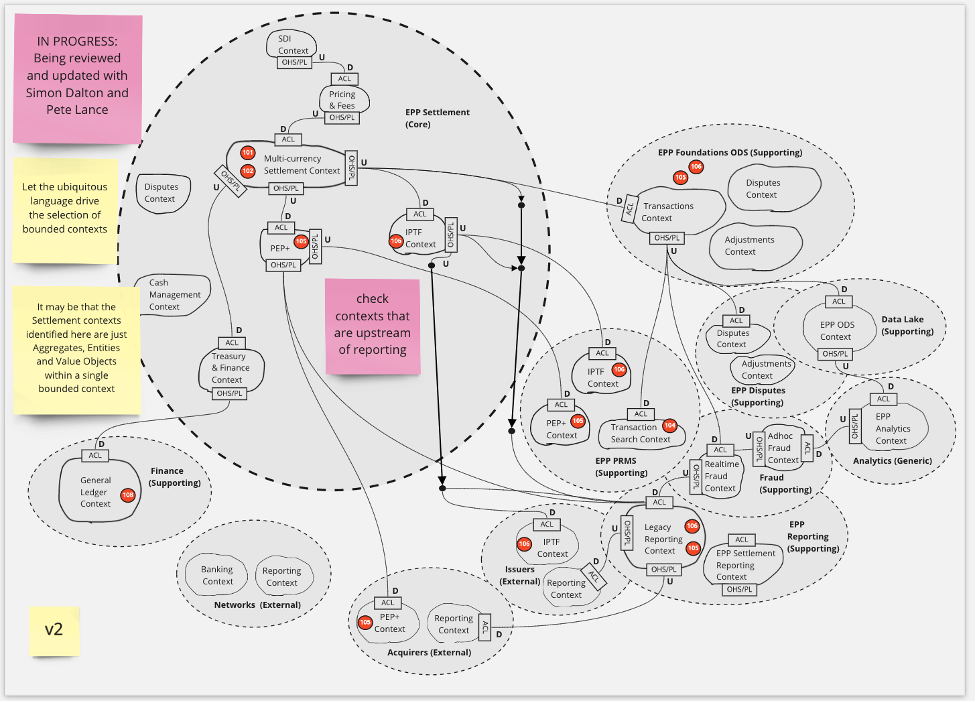 IN PROGRESS:
Being reviewed
and updated with
Simon Dalton and
Pete Lance
Let the ubiquitous
language drive
the selection of
bounded contexts
It may be that the
Settlement contexts
identified here are just
Aggregates, Entities
and Value Objects
within a single
bounded context
v2
check
contexts that
are upstream
of reporting
EPP Settlement
(Core)
SDI
Context
OHS/PL
U
D
ACL
Pricing
& Fees
OHS/PL
U
D
ACL
101
102
Multi-currency
Settlement Context
OHS/PL
U
OHS/PL
U
OHS/PL
U
Disputes
Context
Cash
Management
Context
D
ACL
PEP+
105
OHS/PL
U
OHS/PL
D
ACL
IPTF
Context
106
OHS/PL
U
U
D
ACL
Treasury
& Finance
Context
OHS/PL
D
ACL
General
Ledger
Context
108
Finance
(Supporting)
Banking
Context
Reporting
Context
Networks (External)
D
ACL
105
PEP+
Context
Reporting
Context
ACL
D
Acquirers (External)
D
ACL
106
IPTF
Context
Issuers
(External)
Reporting
Context
ACL
D
EPP Foundations ODS (Supporting)
106
105
D
ACL
Transactions
Context
OHS/PL
U
Disputes
Context
Adjustments
Context
D
ACL
IPTF
Context
106
D
ACL
PEP+
Context
105
D
ACL
Transaction
Search Context
104
EPP PRMS
(Supporting)
D
ACL
Disputes
Context
Adjustments
Context
EPP Disputes
(Supporting)
D
ACL
EPP ODS
Context
OHS/PL
U
Data Lake
(Supporting)
D
ACL
U
OHS/PL
EPP
Analytics
Context
Analytics (Generic)
D
ACL
U
OHS/PL
Realtime
Fraud
Context
D
OHS/PL
Adhoc
Fraud
Context
ACL
D
Fraud
(Supporting)
D
ACL
U
OHS/PL
Legacy
Reporting
Context
106
105
OHS/PL
U
ACL
EPP Settlement
Reporting
Context
OHS/PL
EPP
Reporting
(Supporting)